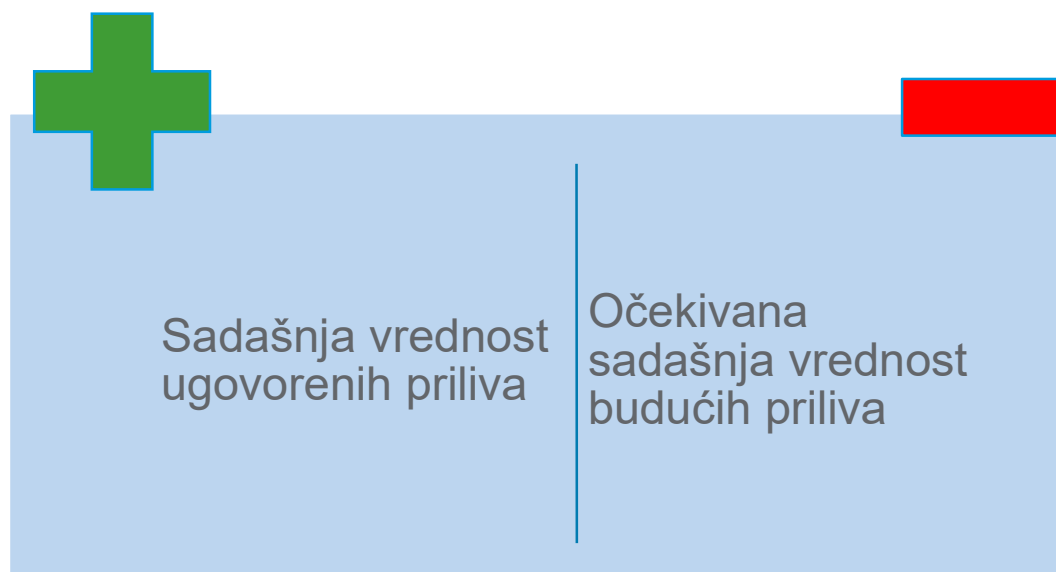 Sadašnja vrednost
ugovorenih priliva
Očekivana
sadašnja vrednost
budućih priliva